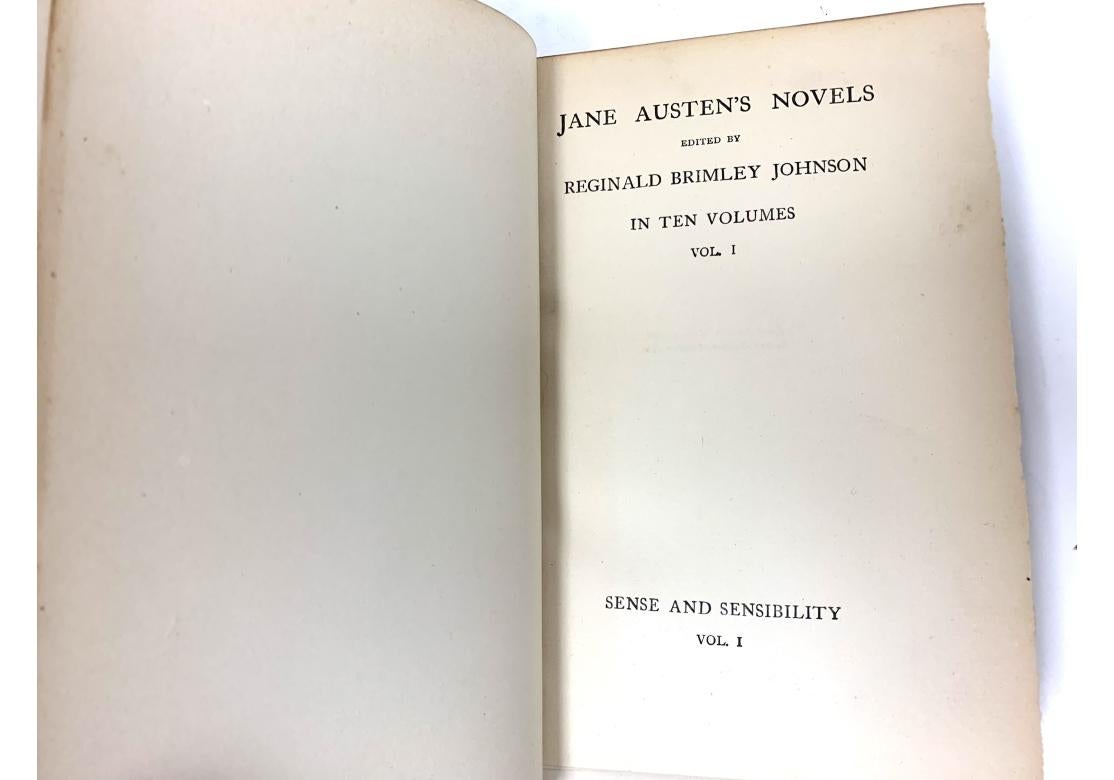 JANE AUSTEN'S NOVELS
EDITED BY
REGINALD BRIMLEY JOHNSON
IN TEN VOLUMES
VOL. I
SENSE AND SENSIBILITY
VOL. I